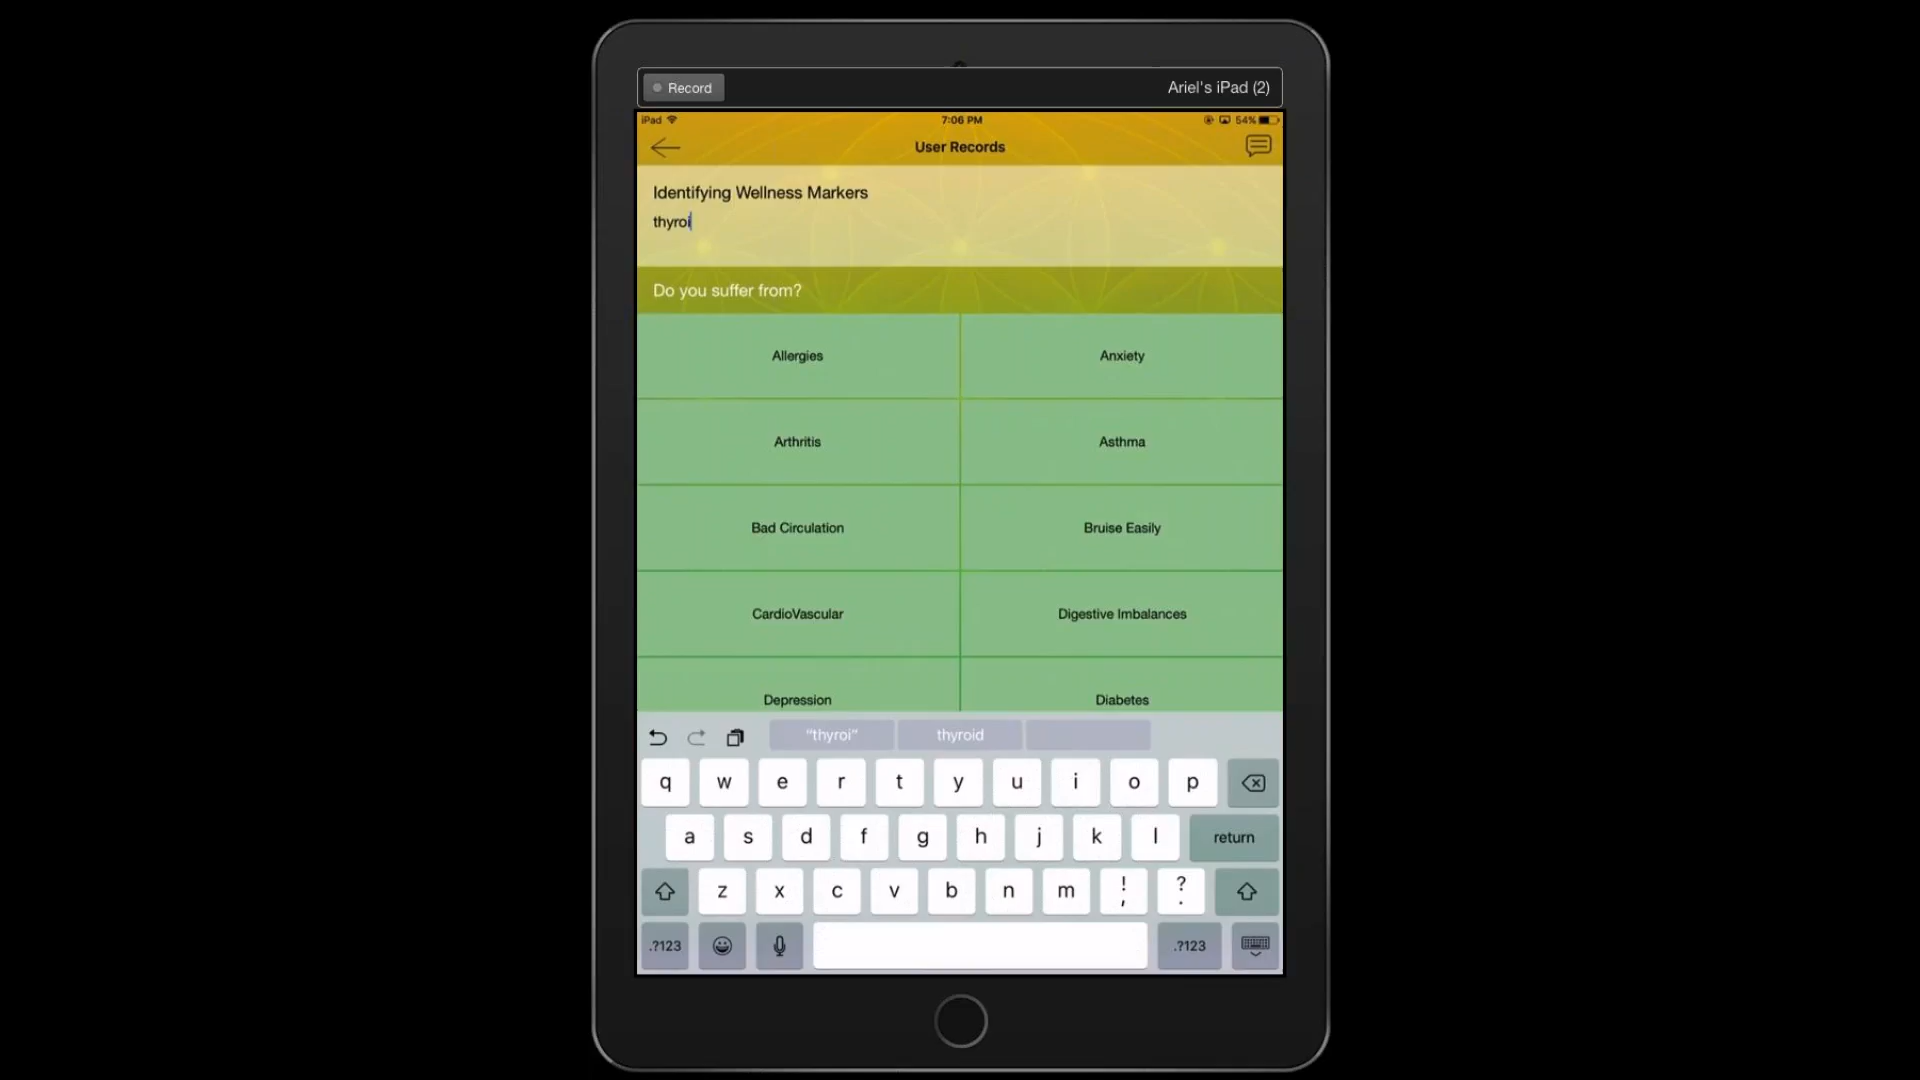 Record
Ariel's iPad (2)
iPad
7:06 PM
54%
User Records
Identifying Wellness Markers
thyroi
Do you suffer from?
Allergies
Anxiety
Arthritis
Asthma
Bad Circulation
Bruise Easily
CardioVascular
Digestive Imbalances
Depression
Diabetes
"thyroi"
thyroid
q w e r t y u i o p
a s d f g h j k l return
z x c v b n m ! , ? .
.?123
.?123